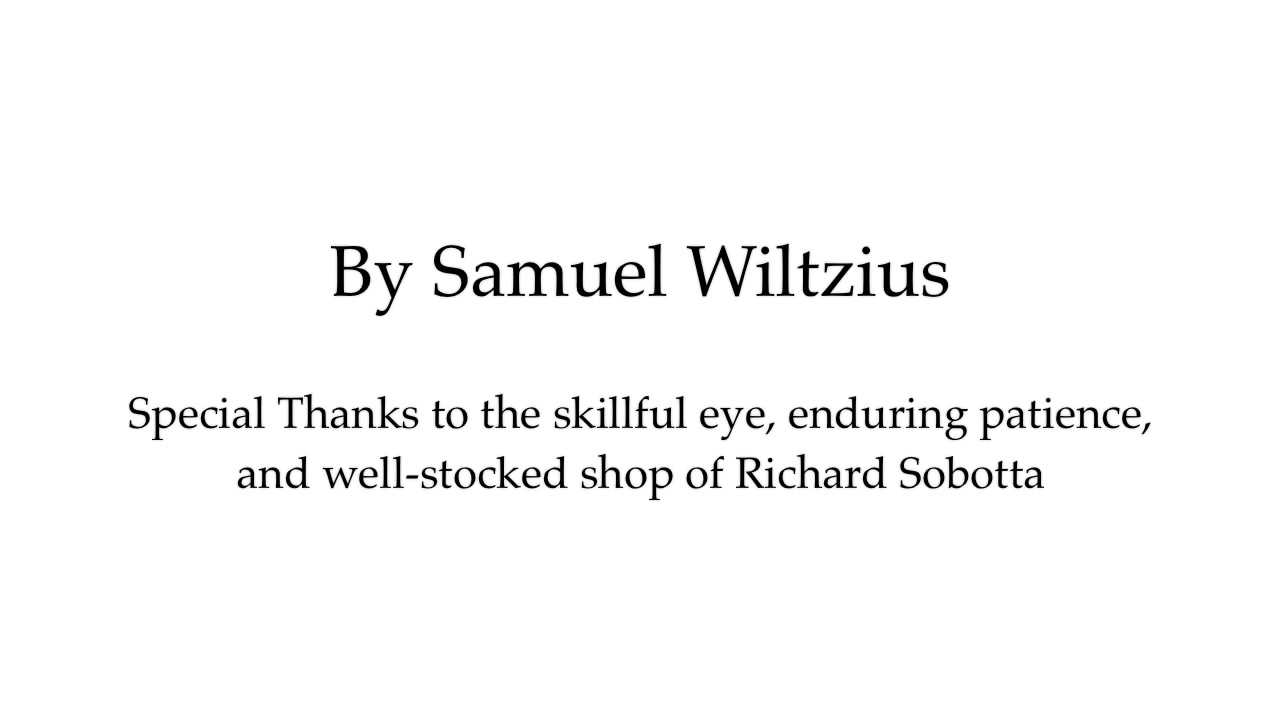 By Samuel Wiltzius
Special Thanks to the skillful eye, enduring patience,
and well-stocked shop of Richard Sobotta